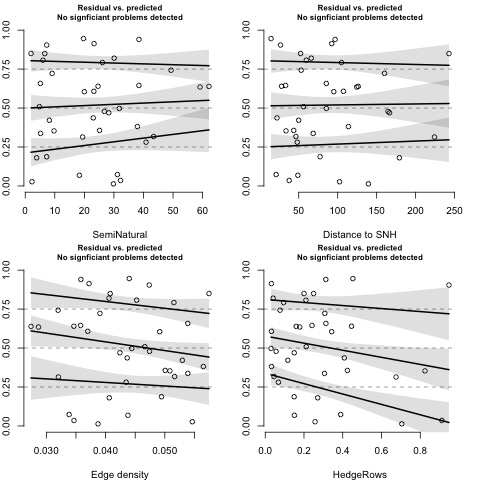 Residual vs. predicted
No signficiant problems detected
0.00 0.25 0.50 0.75 1.00
0 10 20 30 40 50 60
SemiNatural
Residual vs. predicted
No signficiant problems detected
0.00 0.25 0.50 0.75 1.00
50 100 150 200 250
Distance to SNH
Residual vs. predicted
No signficiant problems detected
0.00 0.25 0.50 0.75 1.00
0.030 0.040 0.050
Edge density
Residual vs. predicted
No signficiant problems detected
0.00 0.25 0.50 0.75 1.00
0.0 0.2 0.4 0.6 0.8
HedgeRows